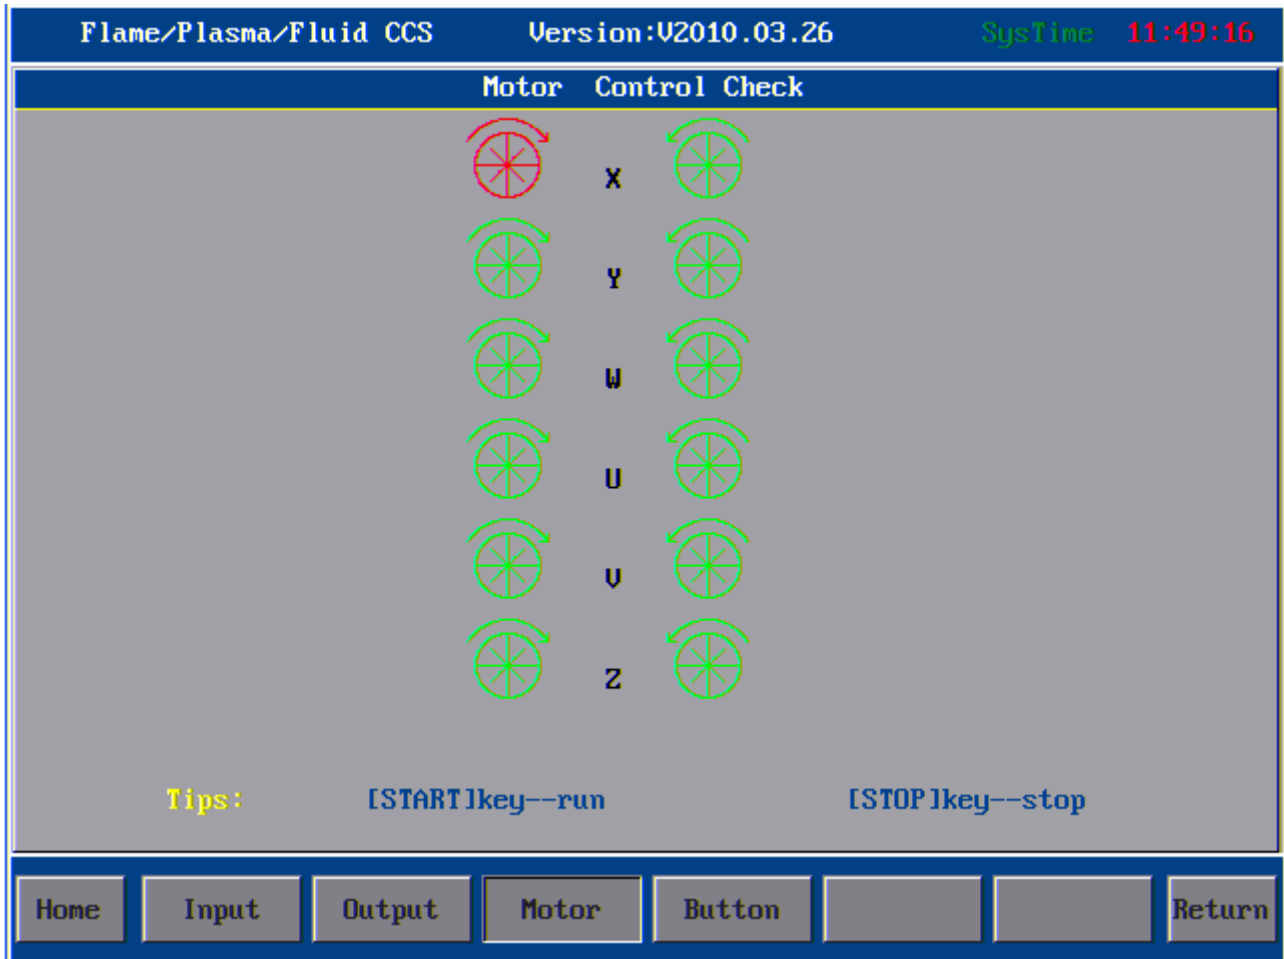 Flame/Plasma/Fluid CCS Version:V2010.03.26 SysTime 11:49:16
Motor Control Check
X
Y
W
U
V
Z
Tips: [START]key--run [STOP]key--stop
Home Input Output Motor Button Return